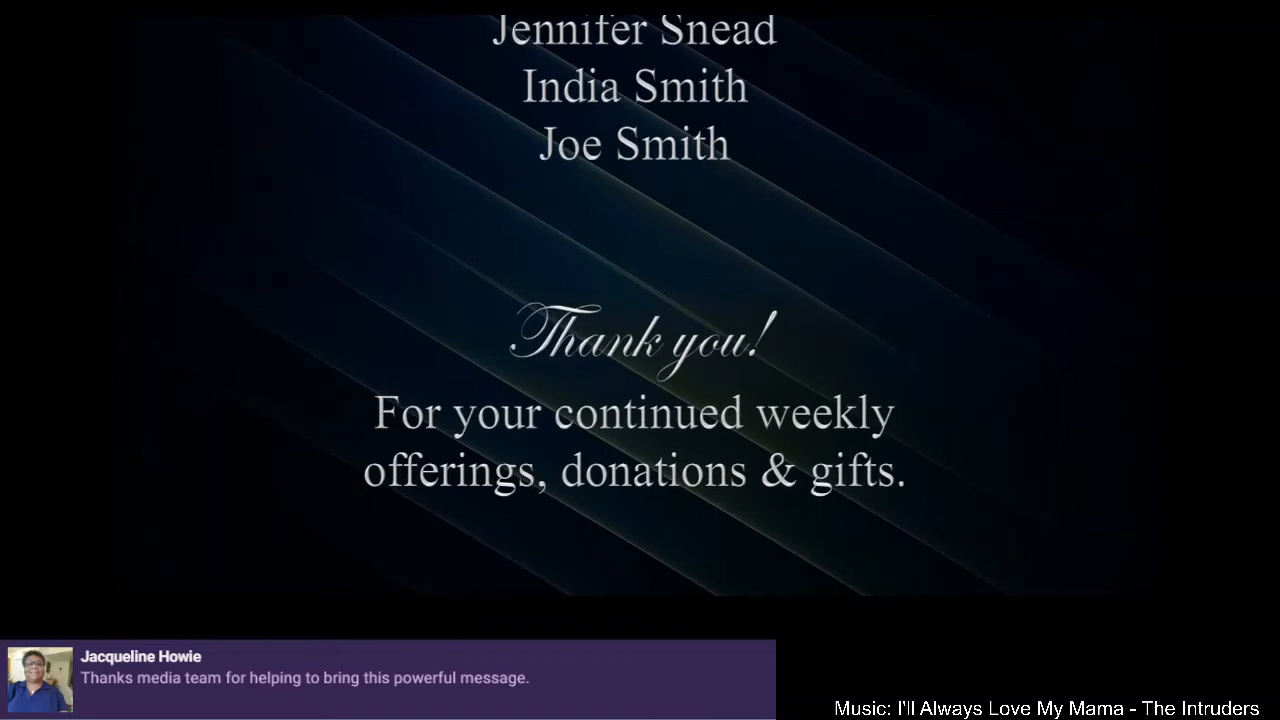 Jennifer Snead
India Smith
Joe Smith
Thank you!
For your continued weekly
offerings, donations & gifts.
Jacqueline Howie
Thanks media team for helping to bring this powerful message.
Music: I'll Always Love My Mama - The Intruders